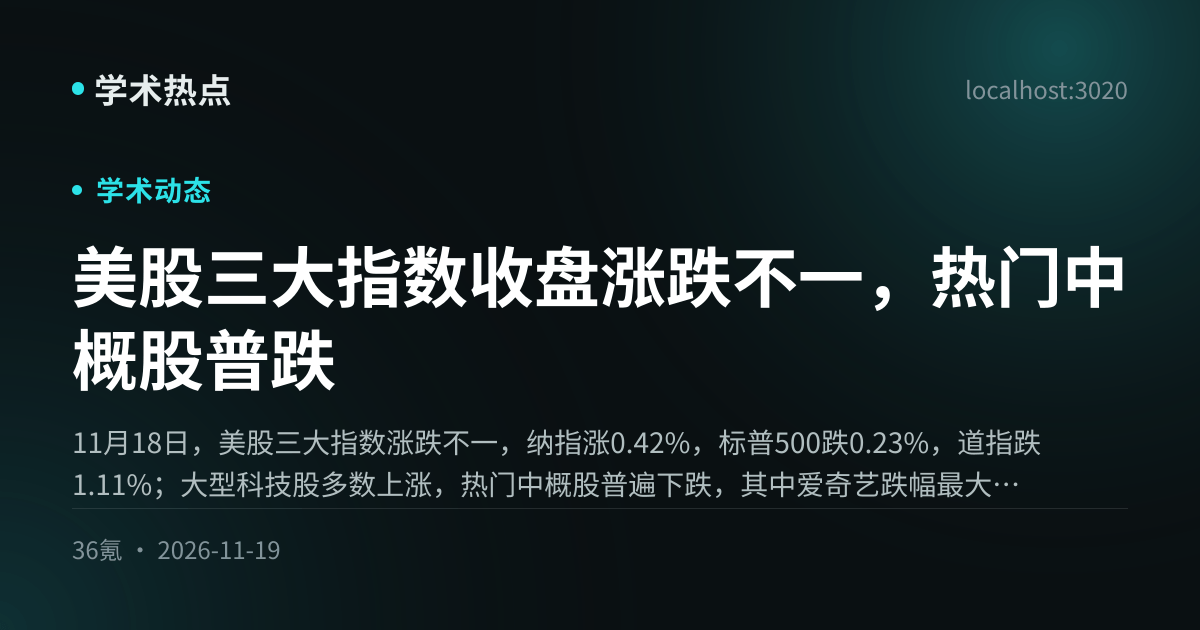 学术热点
localhost:3020
学术动态
美股三大指数收盘涨跌不一，热门中
概股普跌
11月18日，美股三大指数涨跌不一，纳指涨0.42%，标普500跌0.23%，道指跌
1.11%；大型科技股多数上涨，热门中概股普遍下跌，其中爱奇艺跌幅最大…
36氪 · 2026-11-19